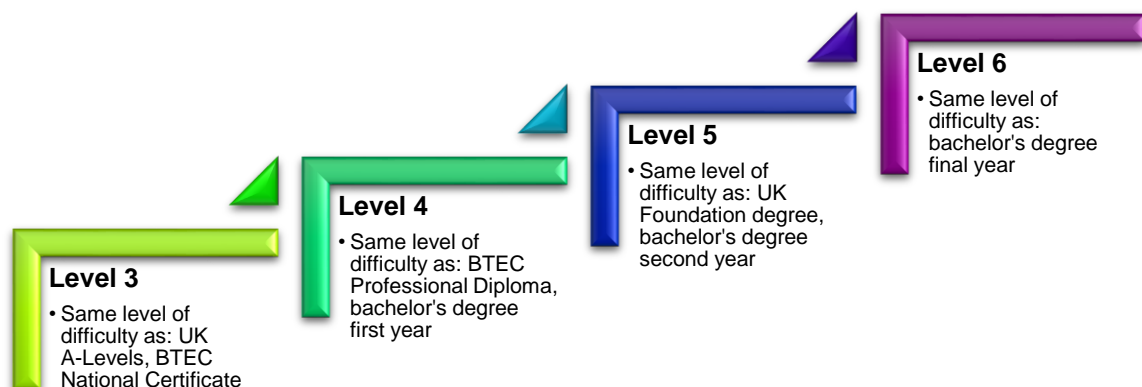 Level 3
• Same level of
difficulty as: UK
A-Levels, BTEC
National Certificate
Level 4
• Same level of
difficulty as: BTEC
Professional Diploma,
bachelor's degree
first year
Level 5
• Same level of
difficulty as: UK
Foundation degree,
bachelor's degree
second year
Level 6
• Same level of
difficulty as:
bachelor's degree
final year